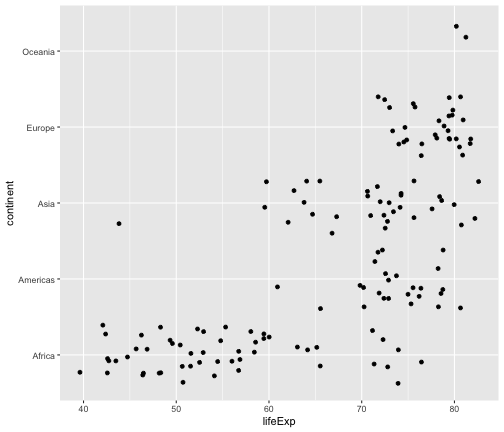 Oceania
Europe
Asia
Americas
Africa
continent
40 50 60 70 80
lifeExp